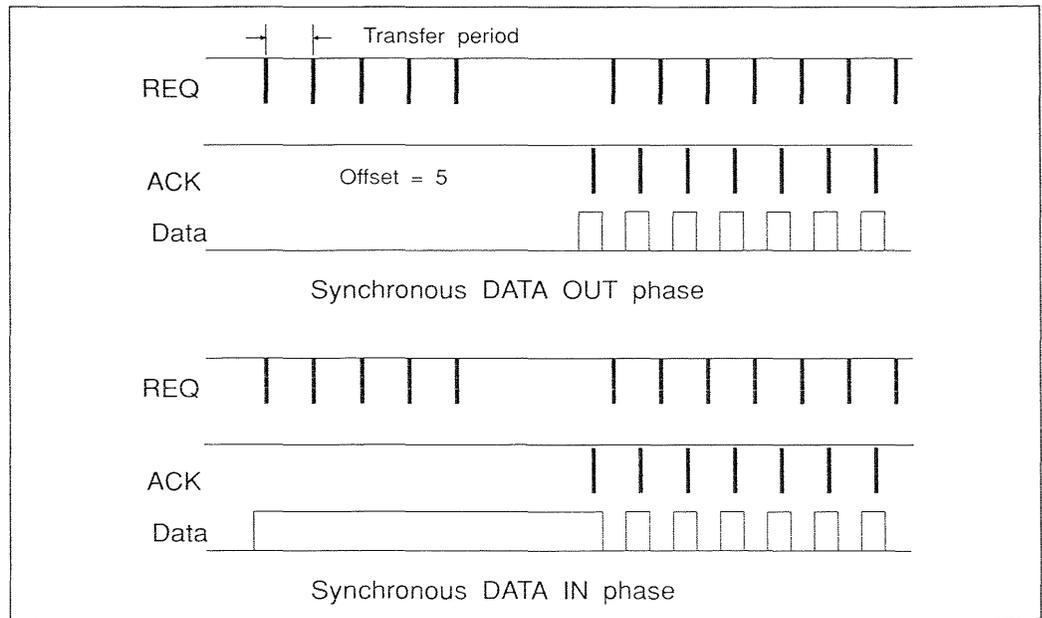 Transfer period
REQ
ACK
Offset = 5
Data
Synchronous DATA OUT phase
REQ
ACK
Data
Synchronous DATA IN phase